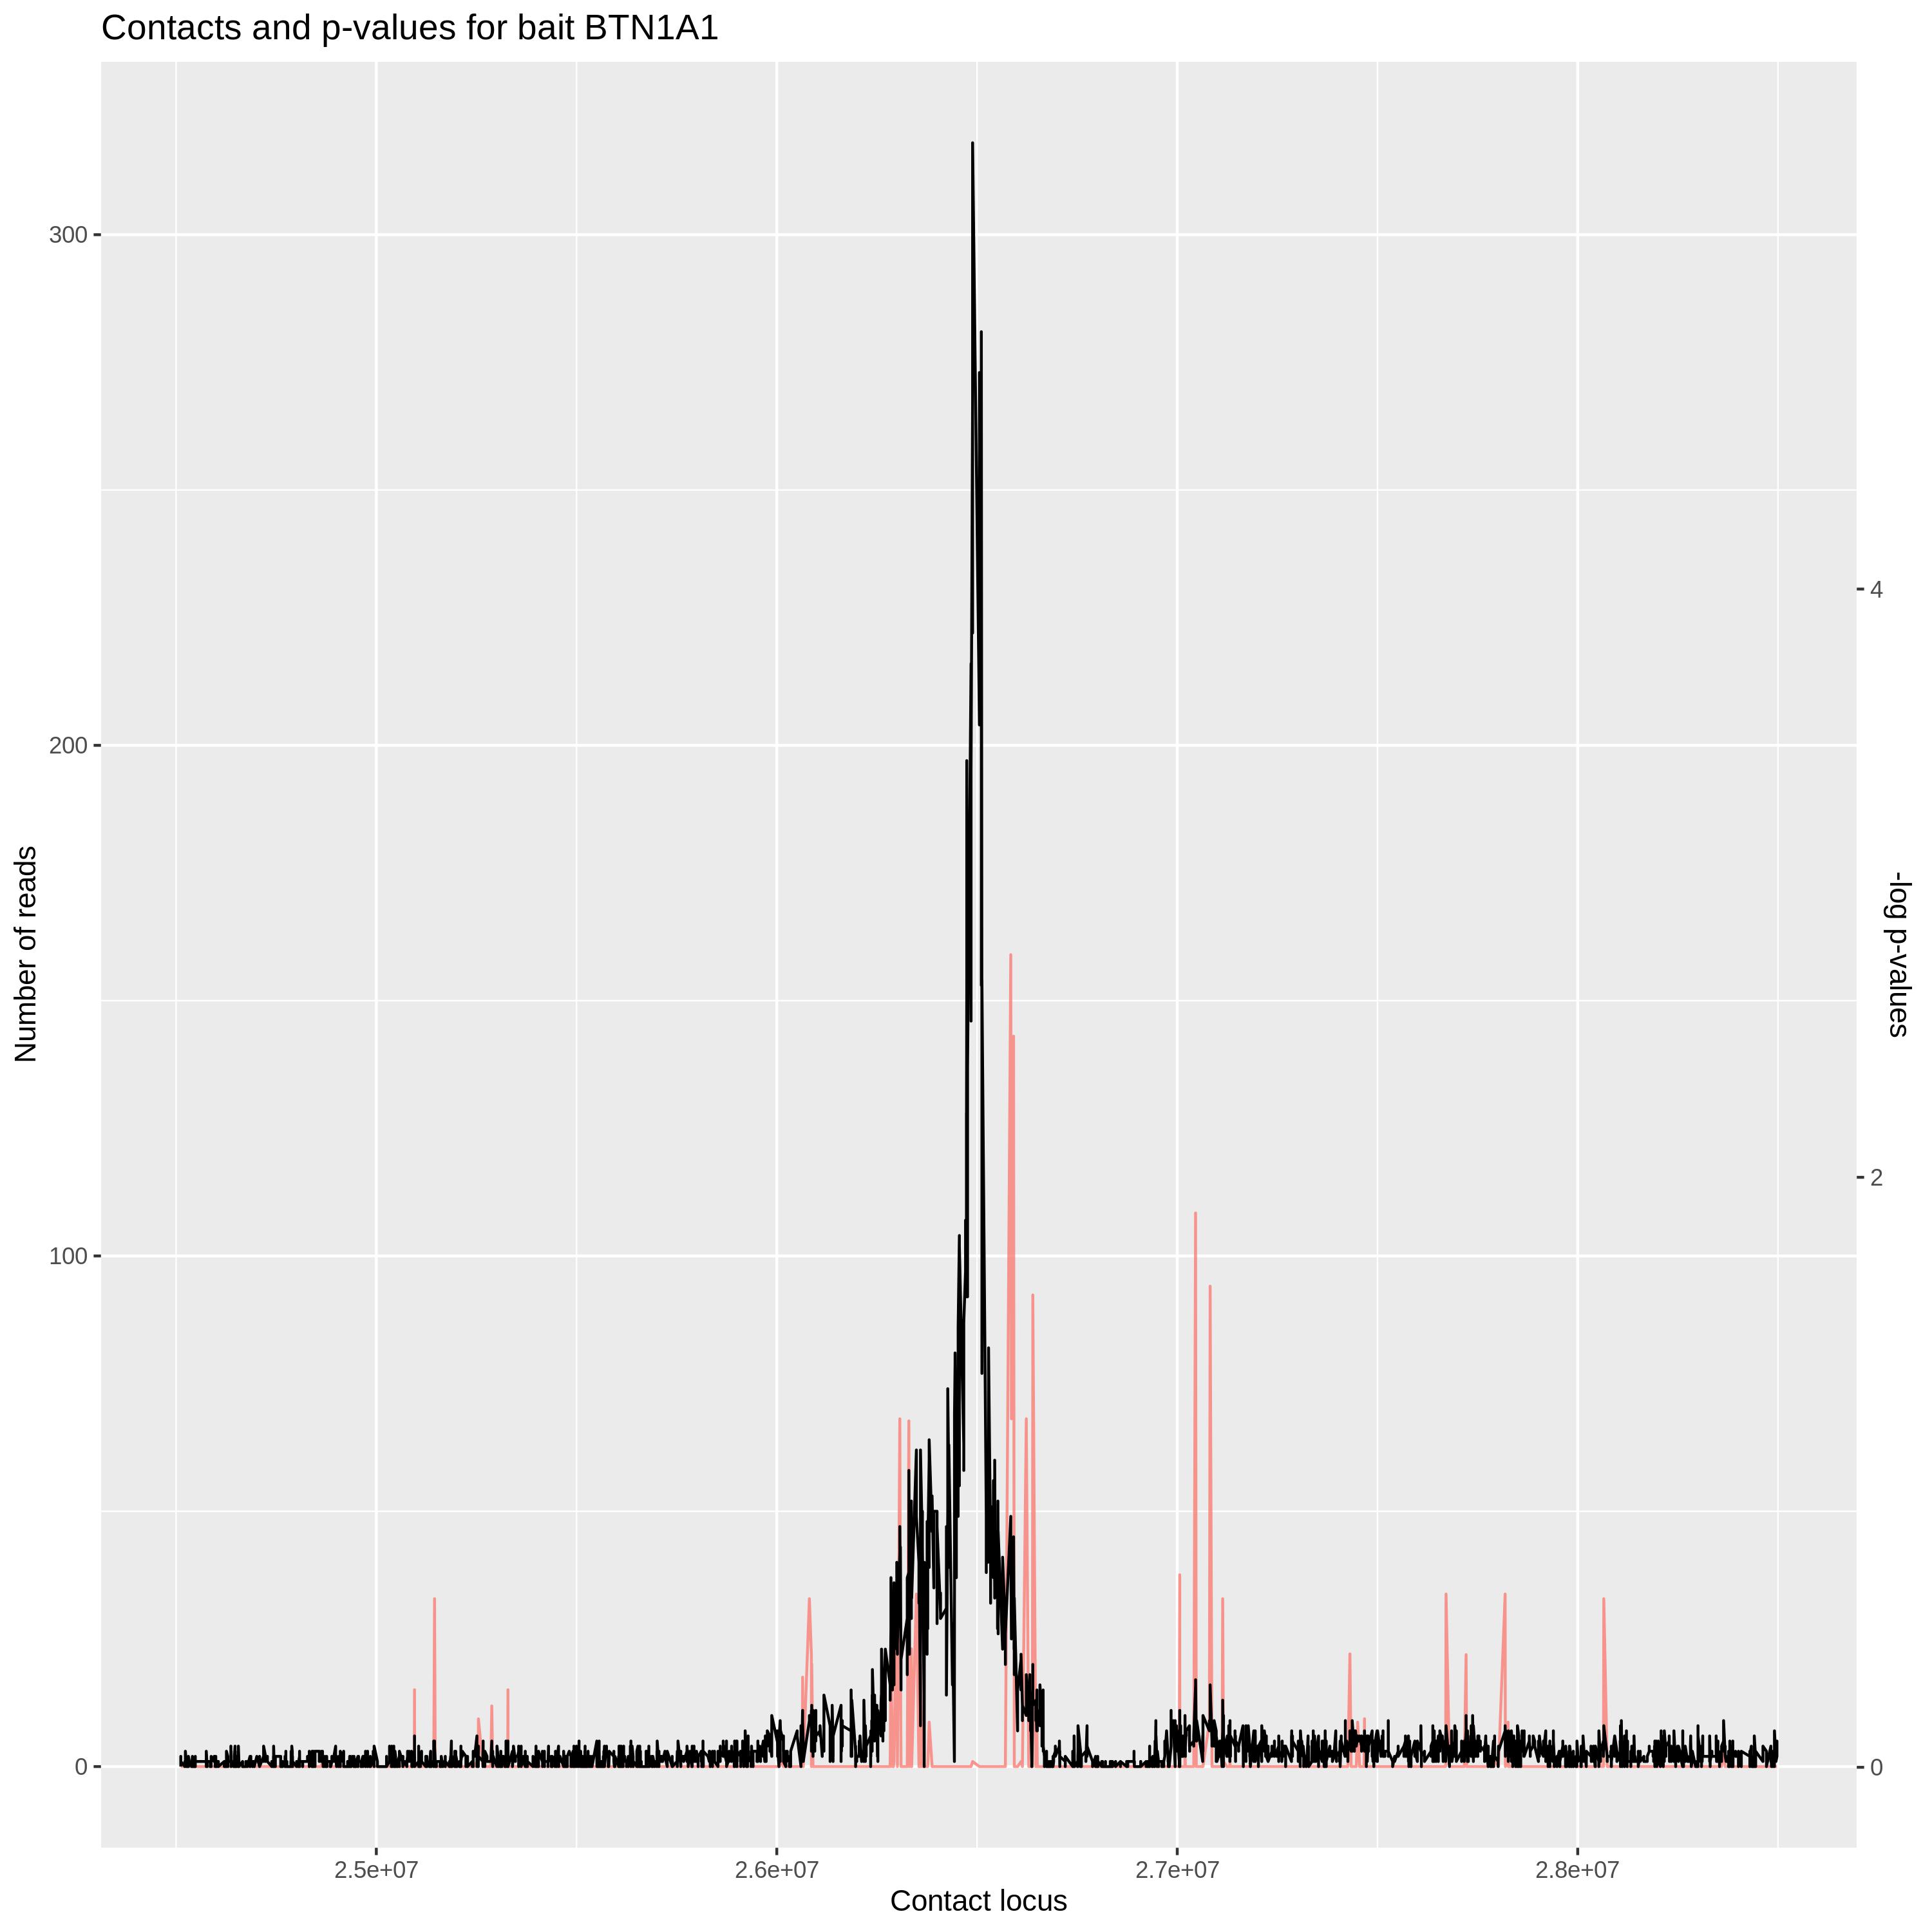 Contacts and p-values for bait BTN1A1
300
200
100
0
Number of reads
4
2
0
-log p-values
2.5e+07
2.6e+07
2.7e+07
2.8e+07
Contact locus